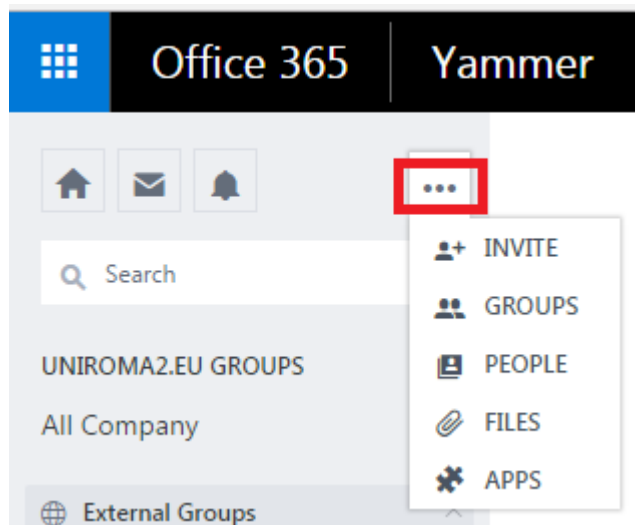 Office 365 Yammer
Search
UNIROMA2.EU GROUPS
All Company
External Groups
INVITE
GROUPS
PEOPLE
FILES
APPS